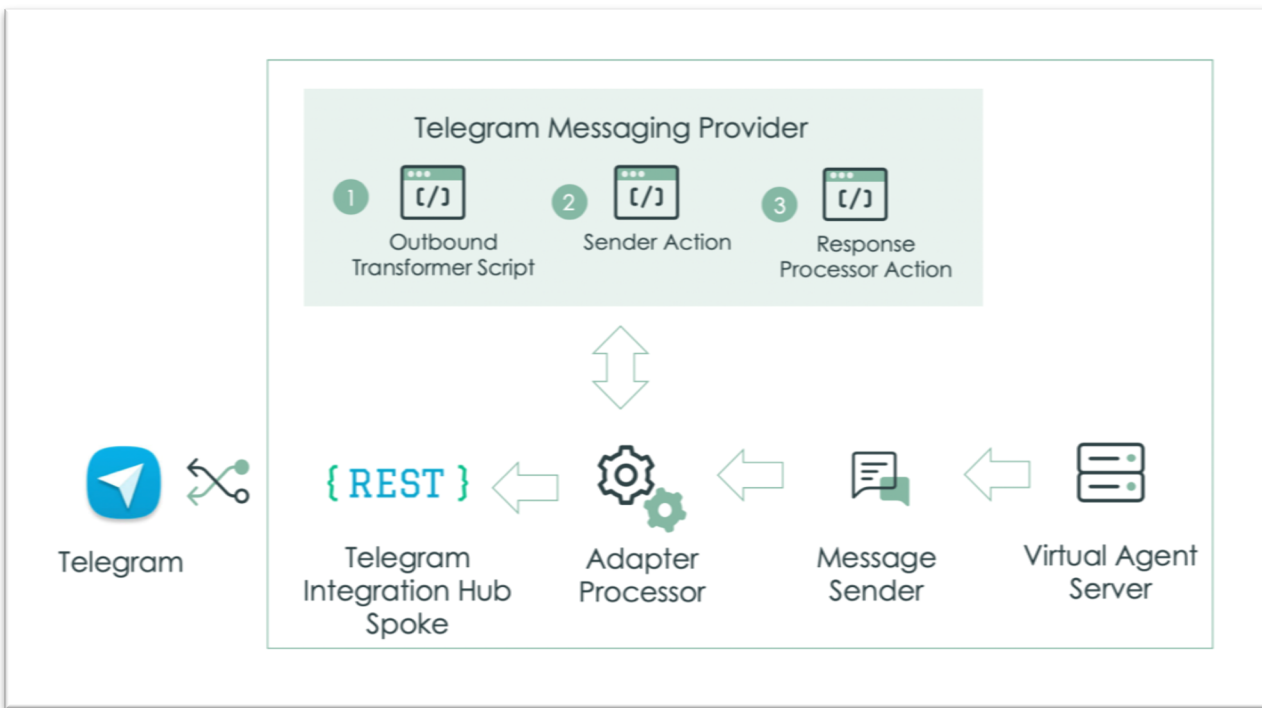 Telegram Messaging Provider
1
[/]
2
[/]
3
[/]
Outbound
Transformer Script
Sender Action
Response
Processor Action
{ REST }
Telegram
Telegram
Integration Hub
Spoke
Adapter
Processor
Message
Sender
Virtual Agent
Server